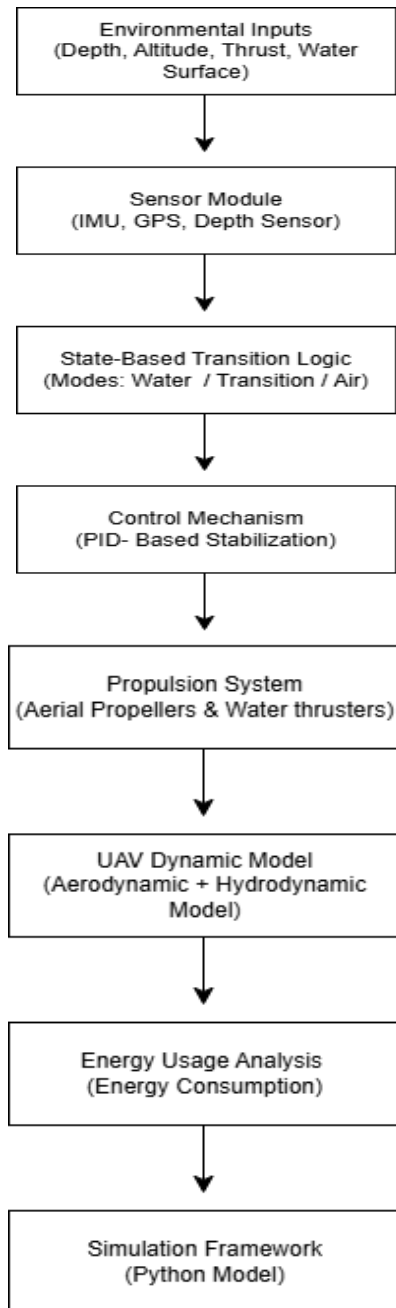 Environmental Inputs
(Depth, Altitude, Thrust, Water
Surface)
Sensor Module
(IMU, GPS, Depth Sensor)
State-Based Transition Logic
(Modes: Water / Transition / Air)
Control Mechanism
(PID- Based Stabilization)
Propulsion System
(Aerial Propellers & Water thrusters)
UAV Dynamic Model
(Aerodynamic + Hydrodynamic
Model)
Energy Usage Analysis
(Energy Consumption)
Simulation Framework
(Python Model)